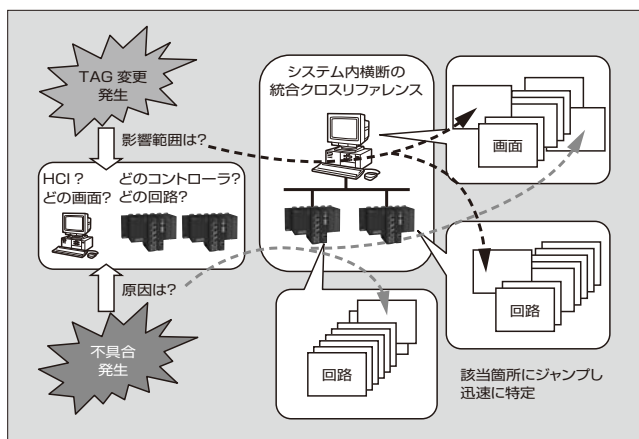 TAG 変更
発生
影響範囲は?
HCI?
どの画面?
どのコントローラ?
どの回路?
原因は?
不具合
発生
システム内横断の
統合クロスリファレンス
画面
回路
回路
該当箇所にジャンプし
迅速に特定